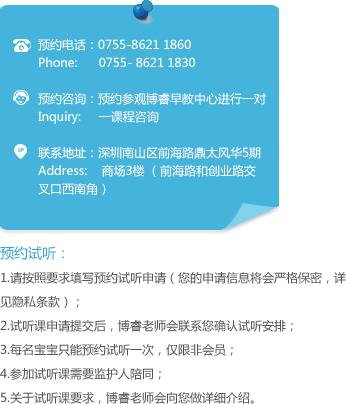 预约电话：0755-8621 1860
Phone: 0755- 8621 1830
预约咨询：预约参观博睿早教中心进行一对
Inquiry: 一课程咨询
联系地址：深圳南山区前海路鼎太风华5期
Address: 商场3楼 （ 前海路和创业路交
叉口西南角 ）
预约试听：
1.请按照要求填写预约试听申请（ 您的申请信息将会严格保密，详
见隐私条款 ）；
2.试听课申请提交后，博睿老师会联系您确认试听安排；
3.每名宝宝只能预约试听一次，仅限非会员；
4.参加试听课需要监护人陪同；
5.关于试听课要求，博睿老师会向您做详细介绍。